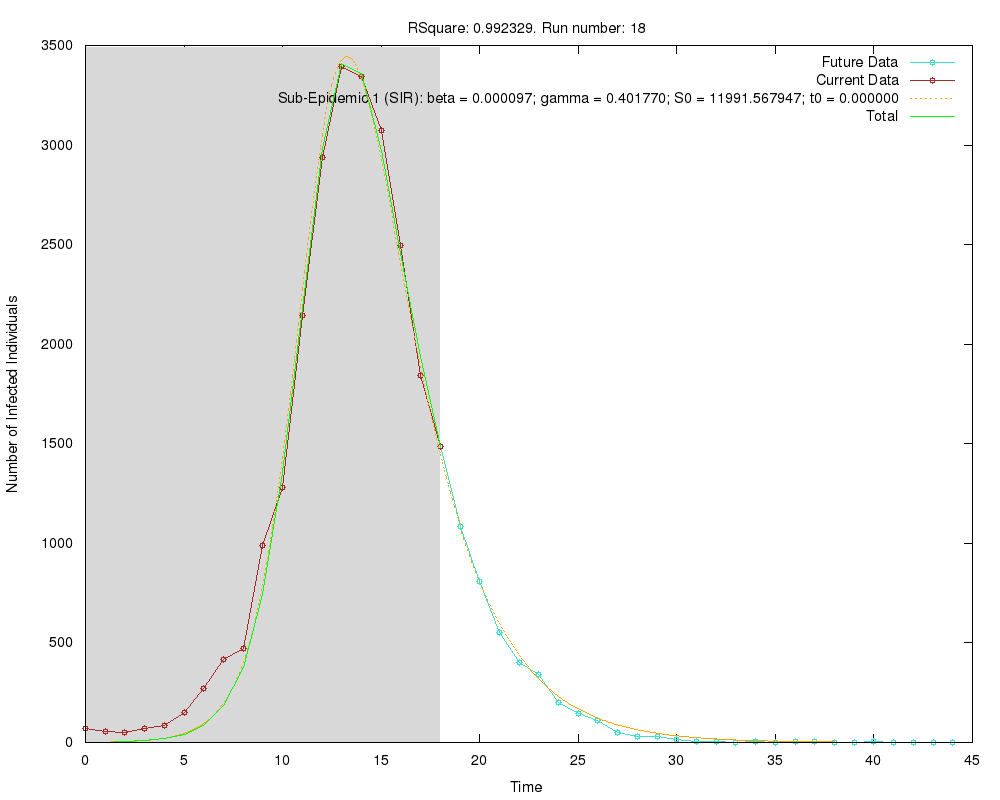 RSquare: 0.992329. Run number: 18
Future Data
Current Data
Sub-Epidemic 1 (SIR): beta = 0.000097; gamma = 0.401770; S0 = 11991.567947; t0 = 0.000000
Total
3500
3000
2500
2000
1500
1000
500
0
Number of Infected Individuals
0 5 10 15 20 25 30 35 40 45
Time